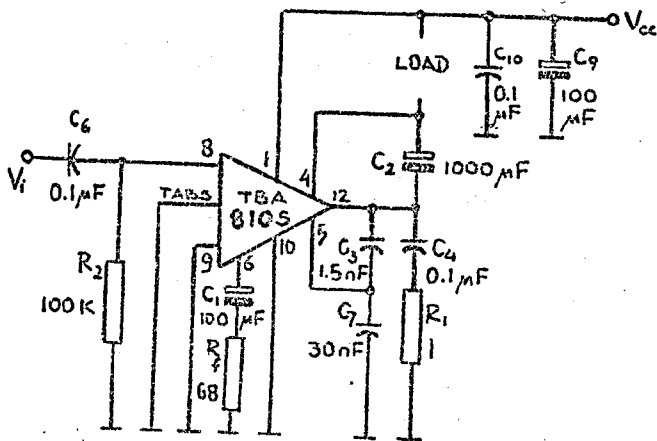 Vcc
LOAD
C10
0.1
µF
C9
100
µF
C6
Vi
0.1µF
8
1
4
C2
1000µF
TABS
TBA
810S
12
5
9
6
10
R2
100K
C1
100
µF
Rf
68
C3
1.5nF
C4
0.1µF
C7
30nF
R1
1